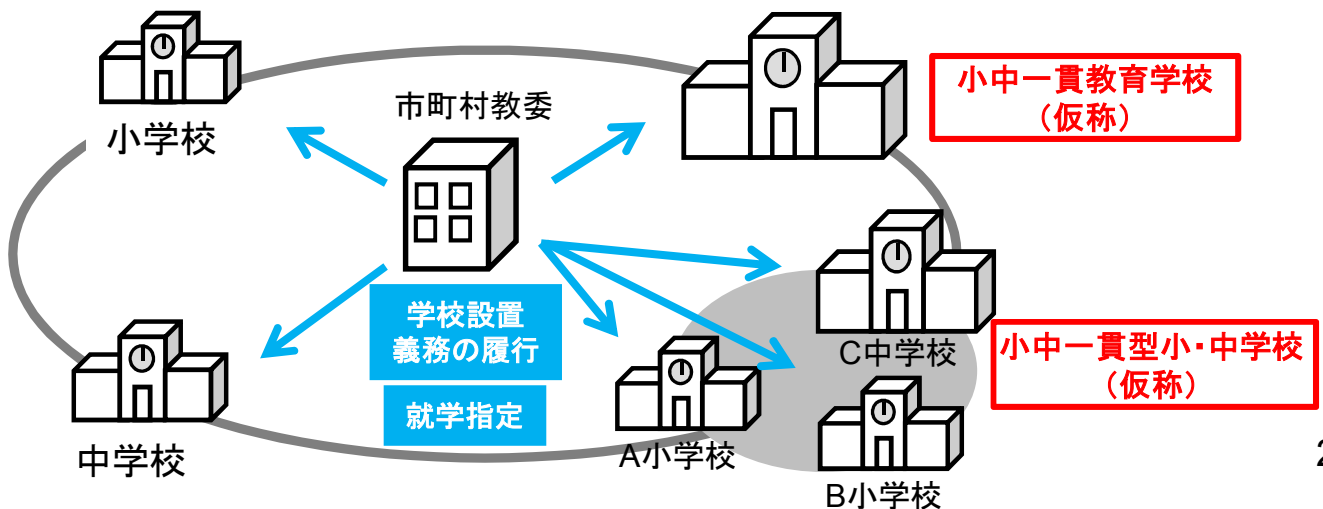 市町村教委
小学校
小中一貫教育学校
（仮称）
学校設置
義務の履行
就学指定
中学校
A小学校
C中学校
B小学校
小中一貫型小・中学校
（仮称）
2